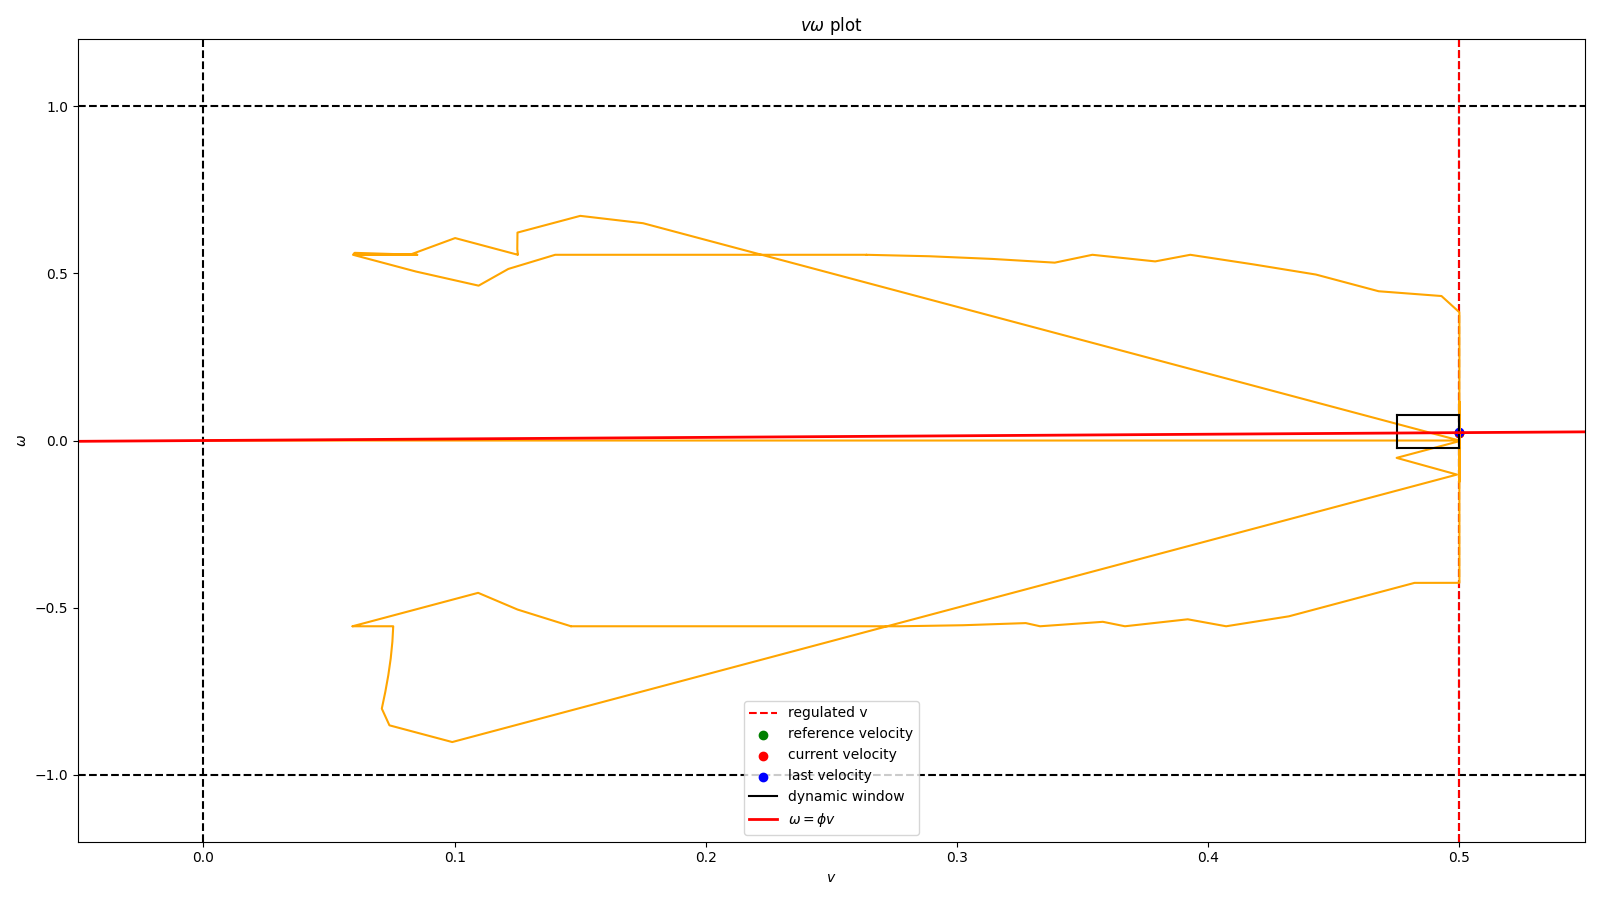 vω plot
1.0
0.5
0.0
−0.5
−1.0
ω
0.0
0.1
0.2
0.3
0.4
0.5
v
regulated v
reference velocity
current velocity
last velocity
dynamic window
ω = ϕv